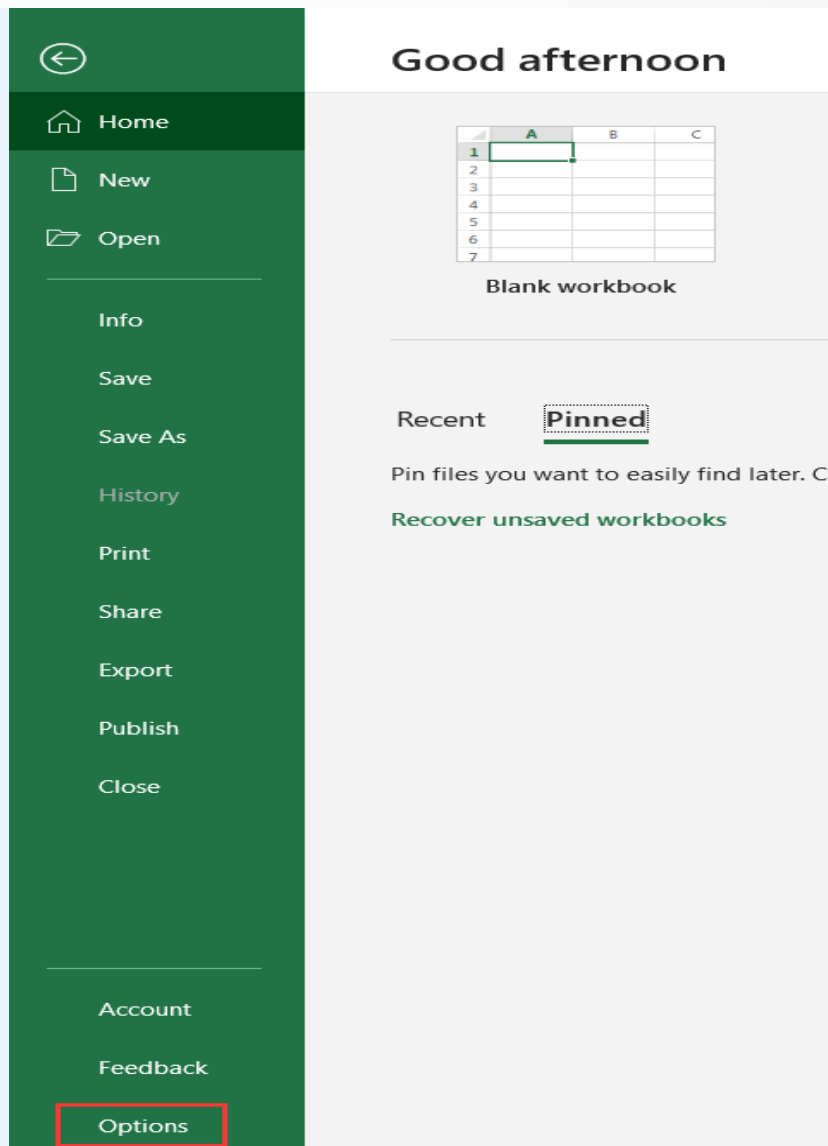 Good afternoon
Home
New
Open
Info
Save
Save As
History
Print
Share
Export
Publish
Close
Account
Feedback
Options
A B C
1
2
3
4
5
6
7
Blank workbook
Recent Pinned
Pin files you want to easily find later. C
Recover unsaved workbooks